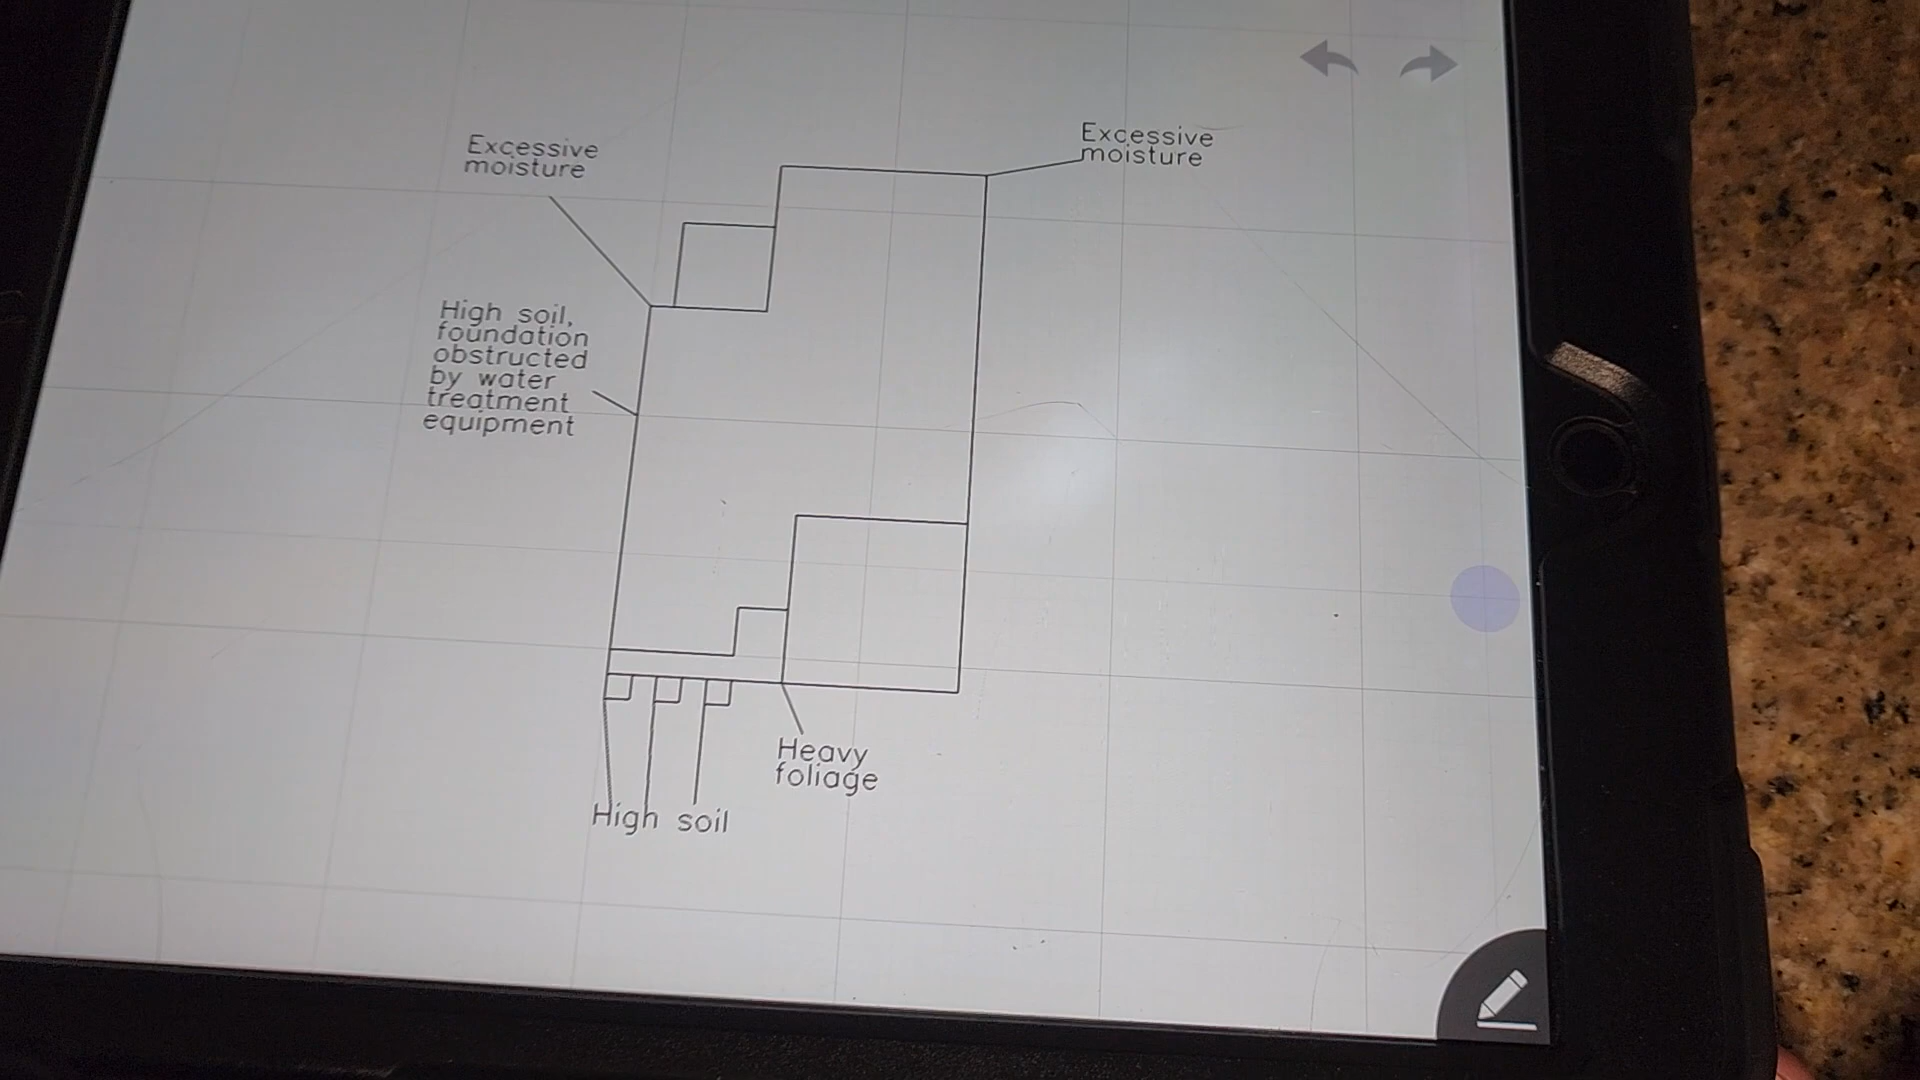 Excessive
moisture
Excessive
moisture
High soil,
foundation
obstructed
by water
treatment
equipment
Heavy
foliage
High soil